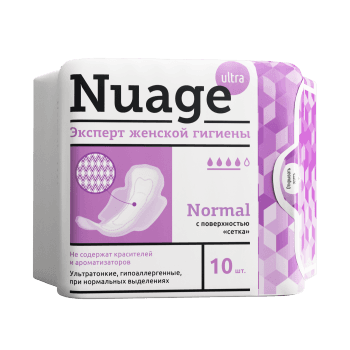 ultra
Nuage
Эксперт женской гигиены
Normal
с поверхностью
«сетка»
Не содержат красителей
и ароматизаторов
Ультратонкие, гипоаллергенные,
при нормальных выделениях
10 шт.